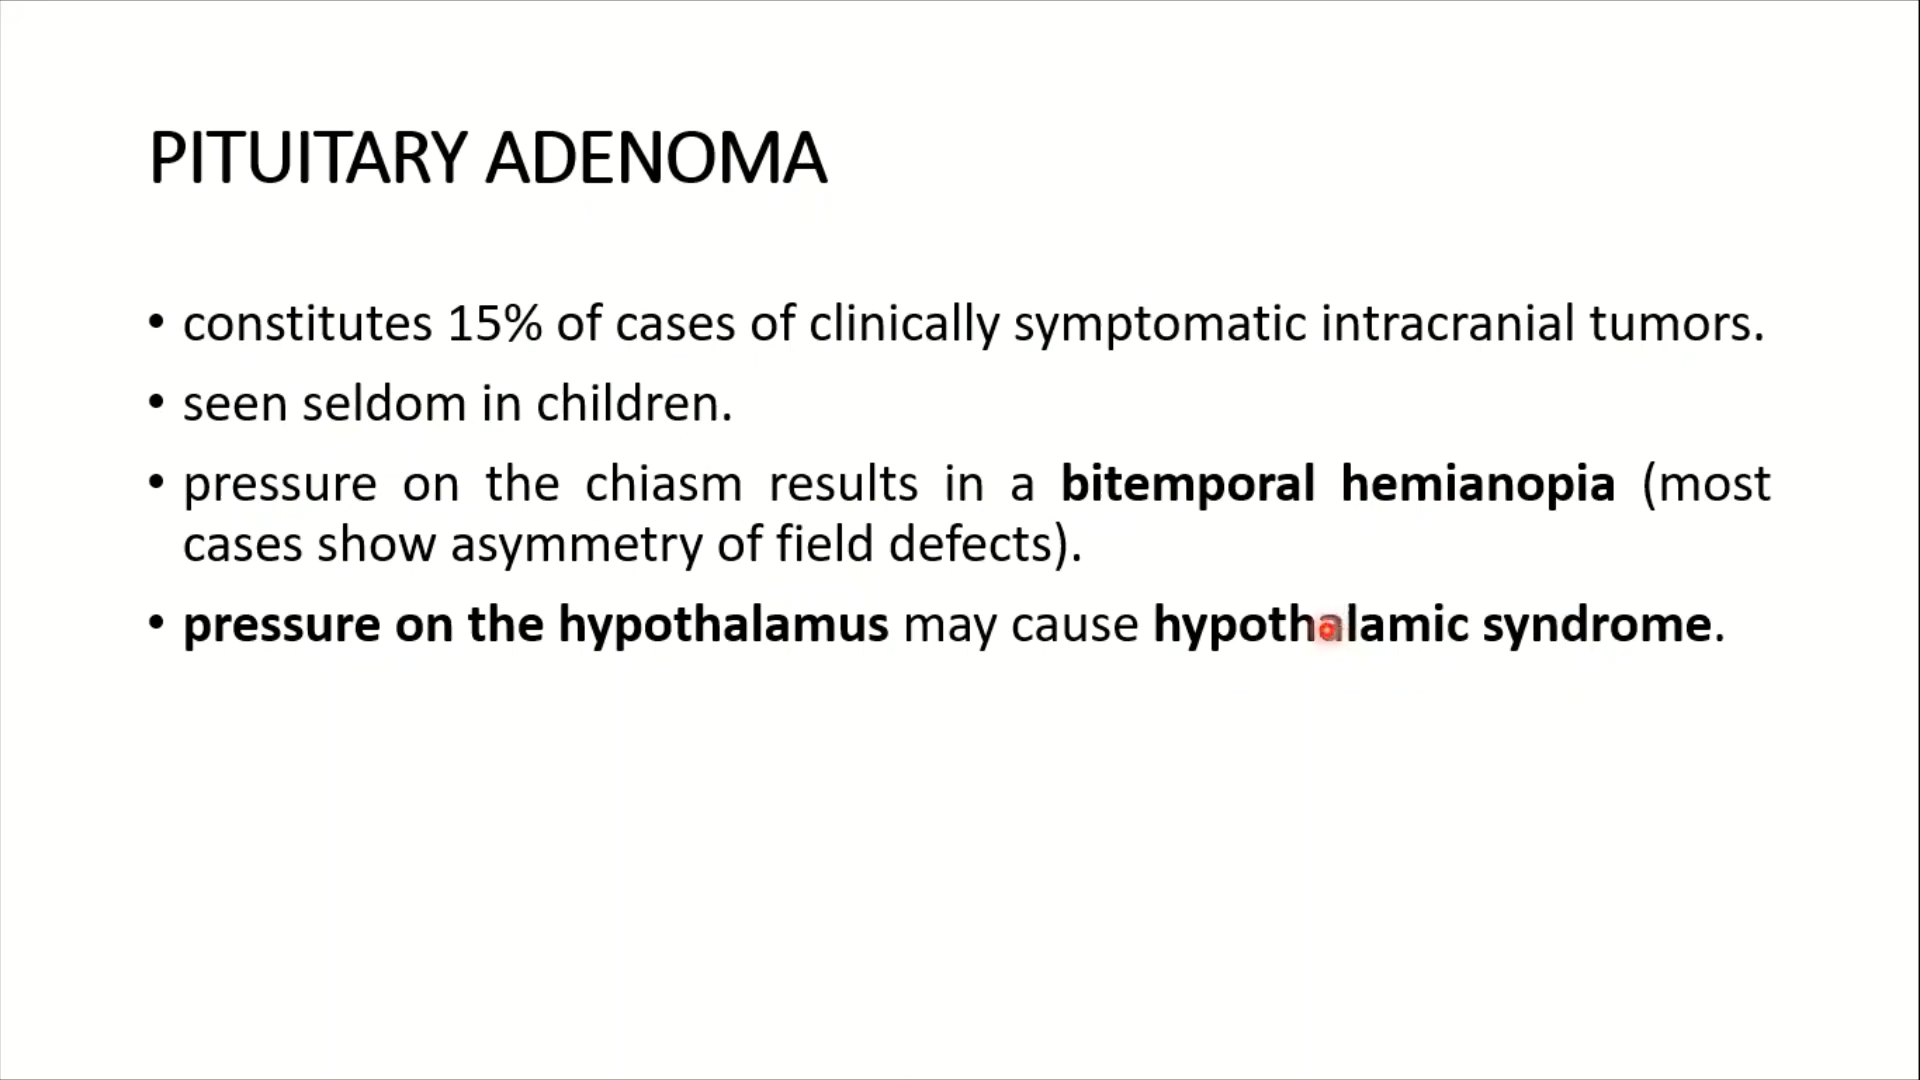 PITUITARY ADENOMA
• constitutes 15% of cases of clinically symptomatic intracranial tumors.
• seen seldom in children.
• pressure on the chiasm results in a bitemporal hemianopia (most
cases show asymmetry of field defects).
• pressure on the hypothalamus may cause hypothalamic syndrome.